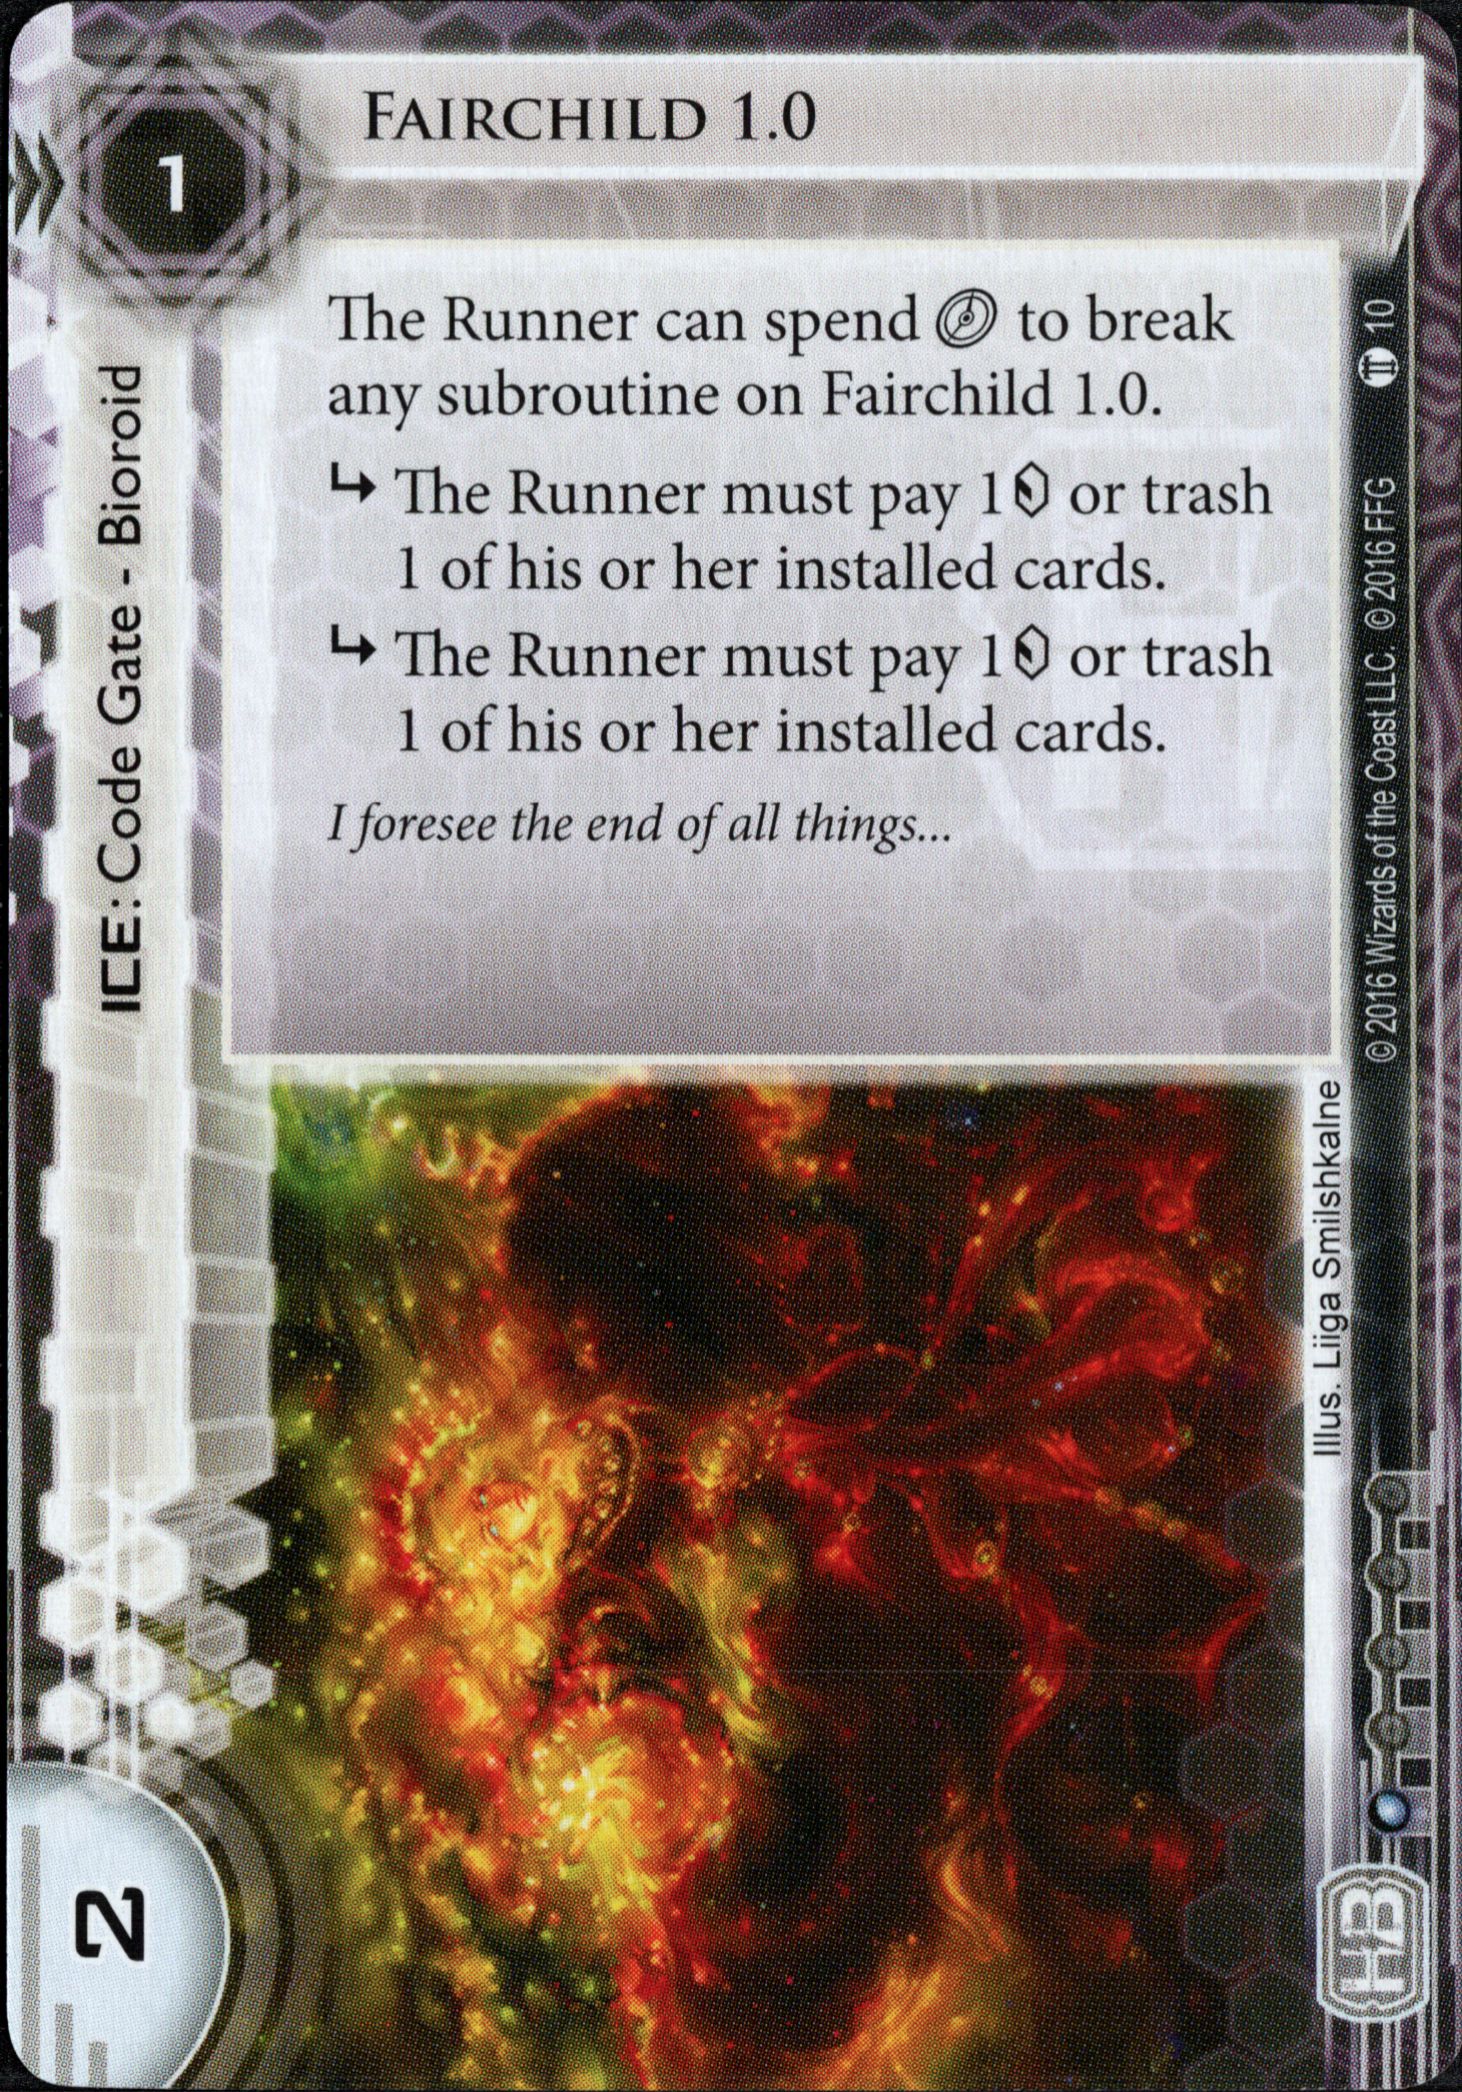 FAIRCHILD 1.0
1
The Runner can spend to break
any subroutine on Fairchild 1.0.
The Runner must pay 1 or trash
1 of his or her installed cards.
The Runner must pay 1 or trash
1 of his or her installed cards.
I foresee the end of all things...
ICE: Code Gate - Bioroid
2
Illus. Liiga Smilshkalne
© 2016 Wizards of the Coast LLC. © 2016 FFG
10
HB